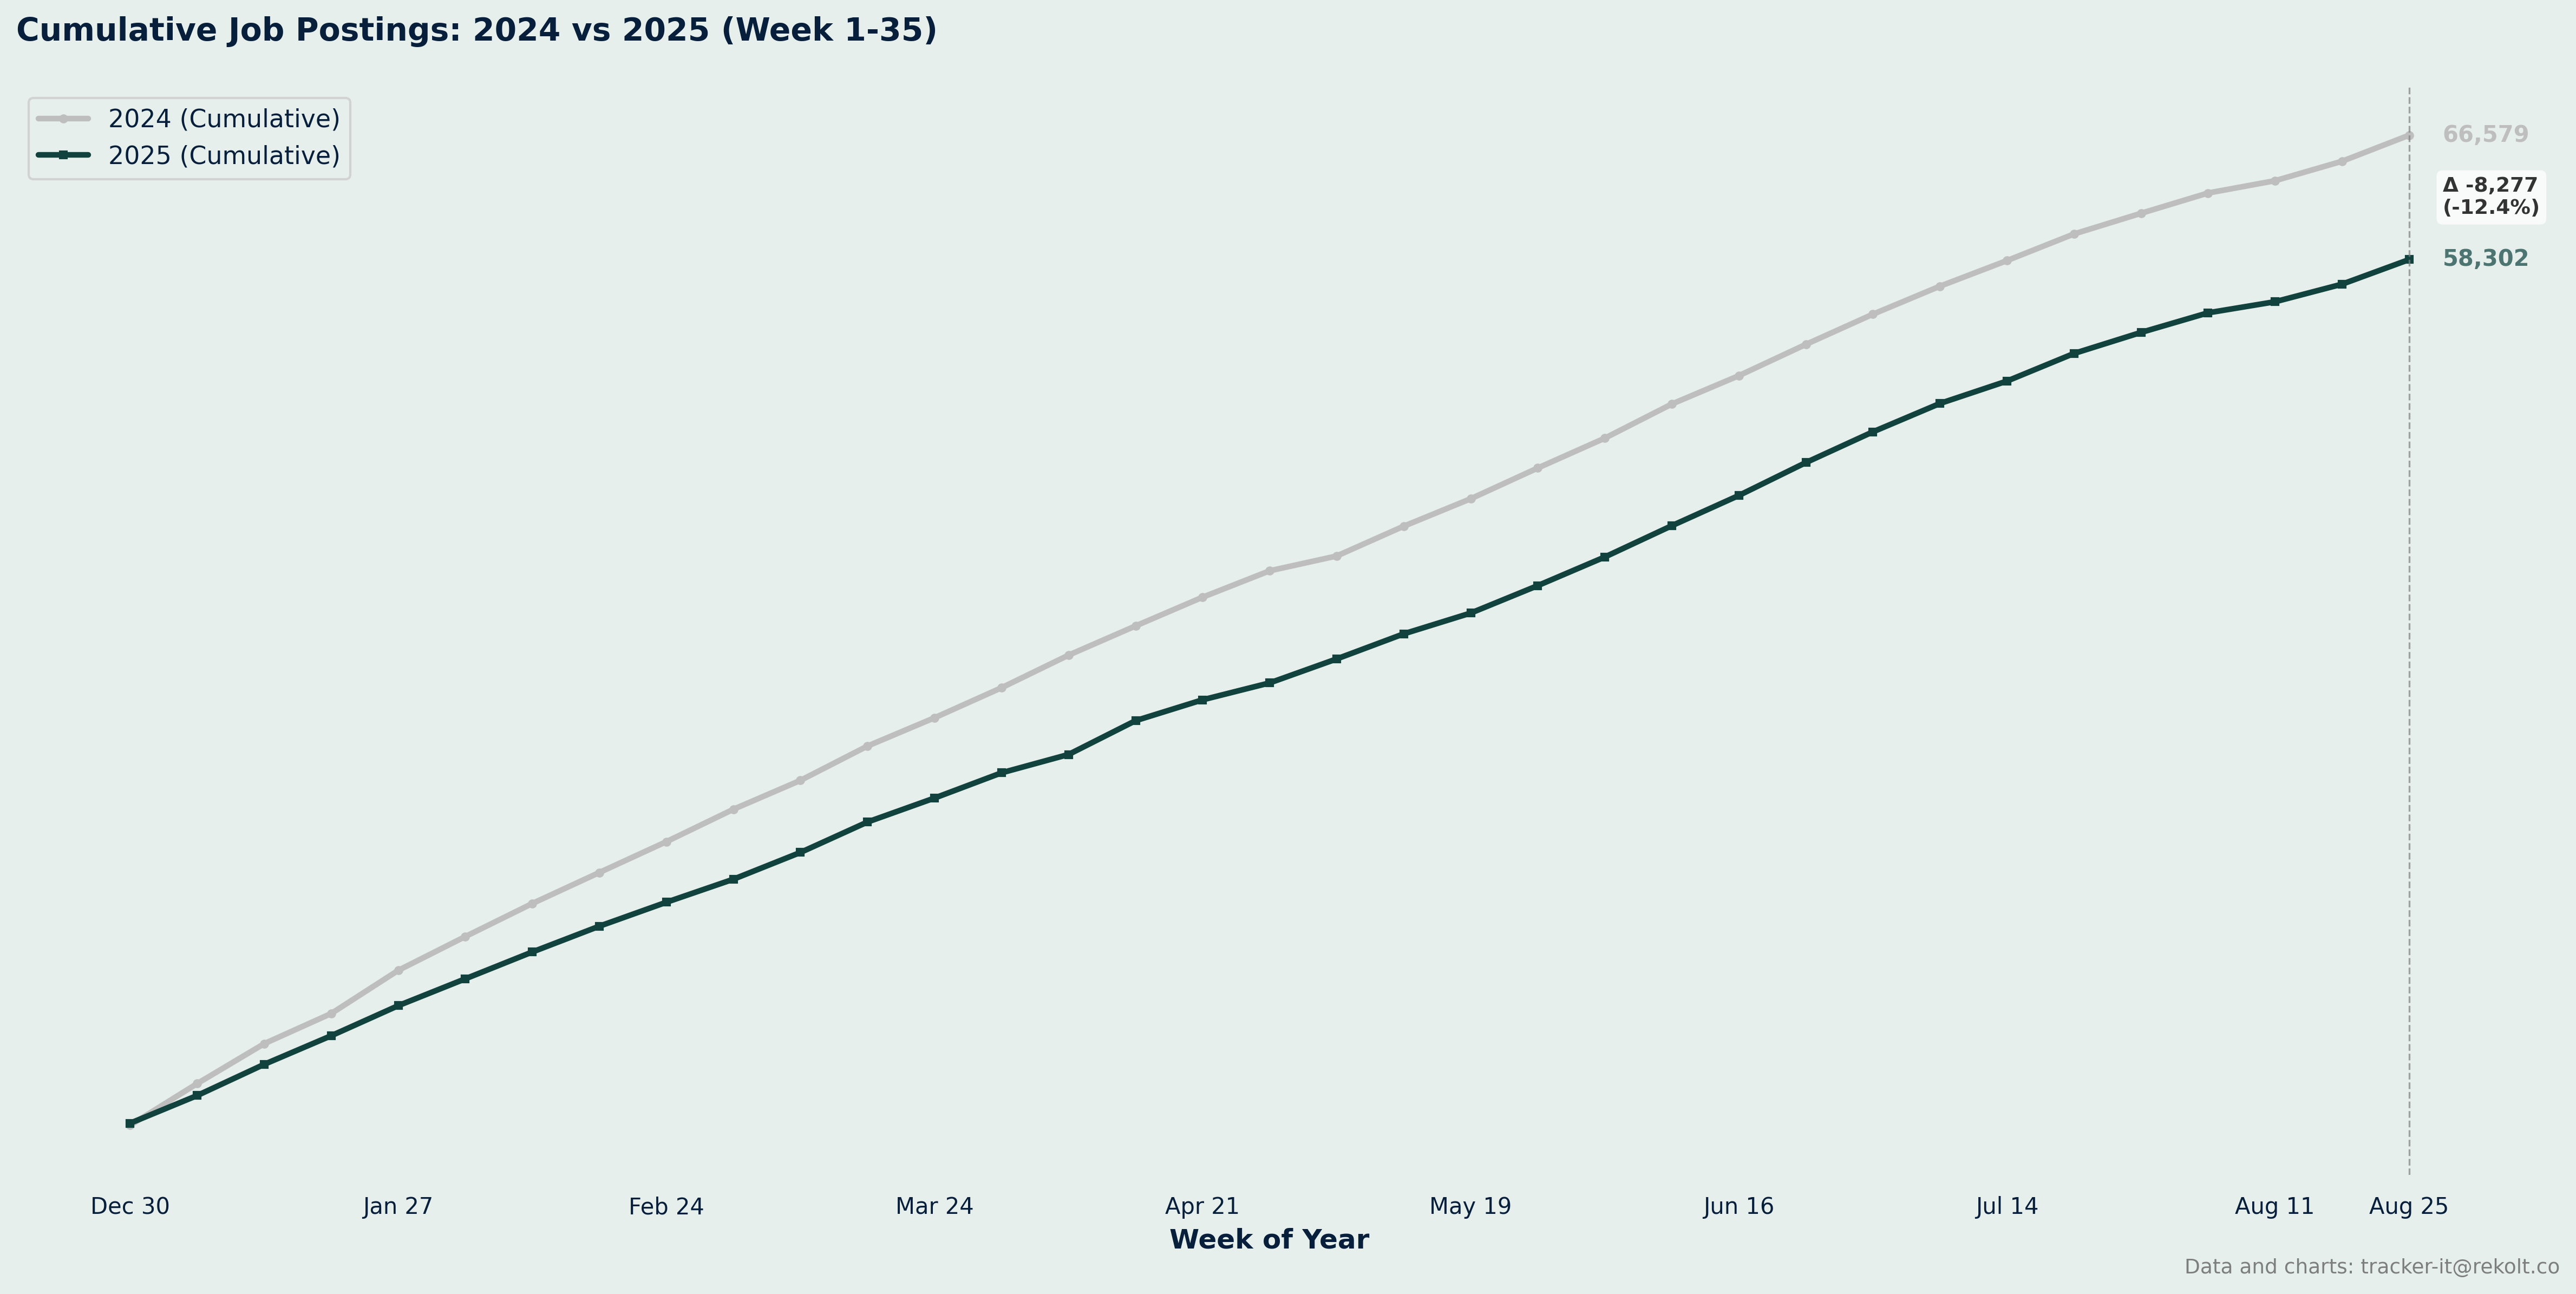 Cumulative Job Postings: 2024 vs 2025 (Week 1-35)
2024 (Cumulative)
2025 (Cumulative)
66,579
Δ -8,277
(-12.4%)
58,302
Dec 30 Jan 27 Feb 24 Mar 24 Apr 21 May 19 Jun 16 Jul 14 Aug 11 Aug 25
Week of Year
Data and charts: tracker-it@rekolt.co